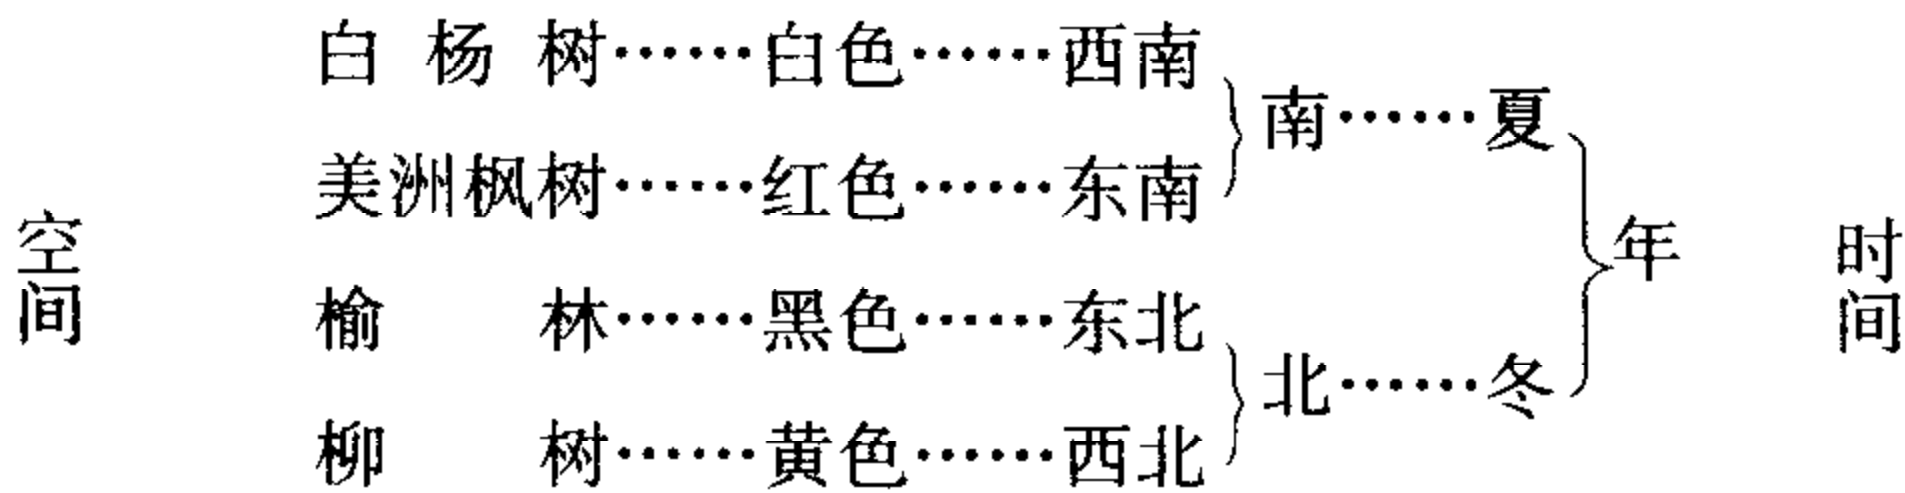 白杨树……白色……西南
南……夏
美洲枫树……红色……东南
空间
年
时间
榆林……黑色……东北
北……冬
柳树……黄色……西北